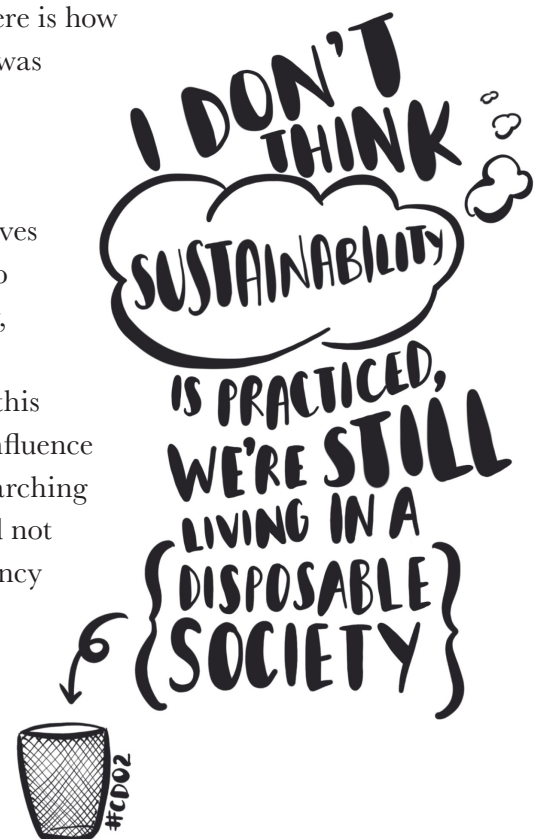 ere is how
was
ves
o
,
this
nfluence
arching
l not
ncy
I DON'T
THINK
SUSTAINABILITY
IS PRACTICED,
WE'RE STILL
LIVING IN A
{DISPOSABLE
SOCIETY}
#CD02